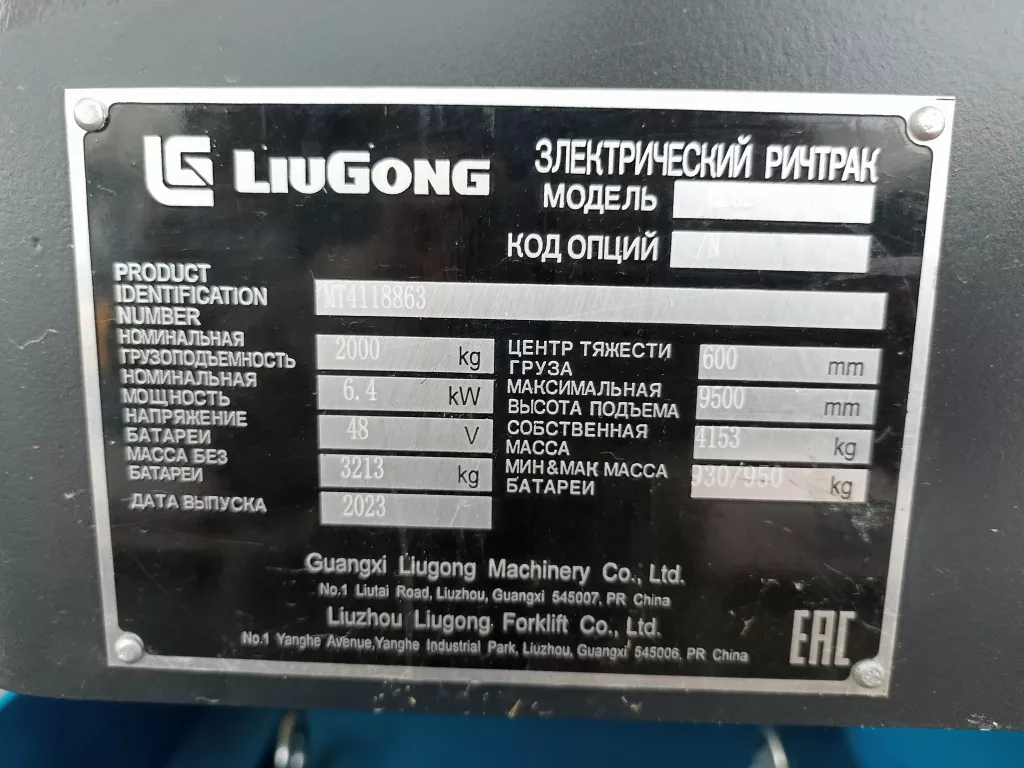 LG LIUGONG
ЗЛЕКТРИЧЕСКИЙ РИЧТРАК
МОДЕЛЬ
КОД ОПЦИЙ /N
PRODUCT
IDENTIFICATION
NUMBER
MT4118863
НОМИНАЛЬНАЯ
ГРУЗОПОДЪЕМНОСТЬ
2000 kg
НОМИНАЛЬНАЯ
МОЩНОСТЬ
6.4 kW
НАПРЯЖЕНИЕ
БАТАРЕИ
48 V
МАССА БЕЗ
БАТАРЕИ
3213 kg
ДАТА ВЫПУСКА 2023
ЦЕНТР ТЯЖЕСТИ
ГРУЗА
600 mm
МАКСИМАЛЬНАЯ
ВЫСОТА ПОДЪЕМА
9500 mm
СОБСТВЕННАЯ
МАССА
4153 kg
МИН&МАК МАССА
БАТАРЕИ
930/950 kg
Guangxi Liugong Machinery Co., Ltd.
No.1 Liutai Road, Liuzhou, Guangxi 545007, PR China
Liuzhou Liugong Forklift Co., Ltd.
No.1 Yanghe Avenue,Yanghe Industrial Park, Liuzhou, Guangxi 545006, PR China
EAC